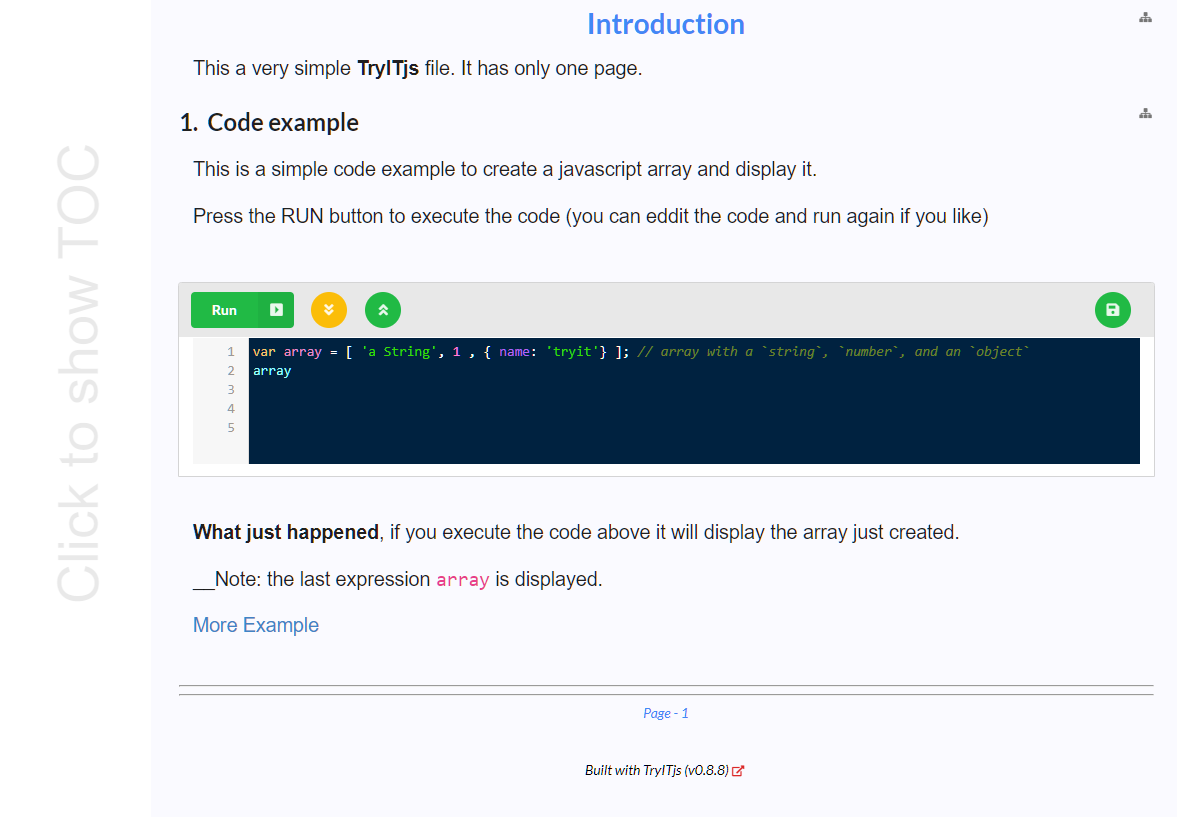 Introduction
This a very simple TryITjs file. It has only one page.
1. Code example
This is a simple code example to create a javascript array and display it.
Press the RUN button to execute the code (you can eddit the code and run again if you like)
Click to show TOC
Run
1 var array = [ 'a String', 1 , { name: 'tryit'} ]; // array with a `string`, `number`, and an `object`
2 array
3
4
5
What just happened, if you execute the code above it will display the array just created.
__Note: the last expression array is displayed.
More Example
Page - 1
Built with TryITjs (v0.8.8)